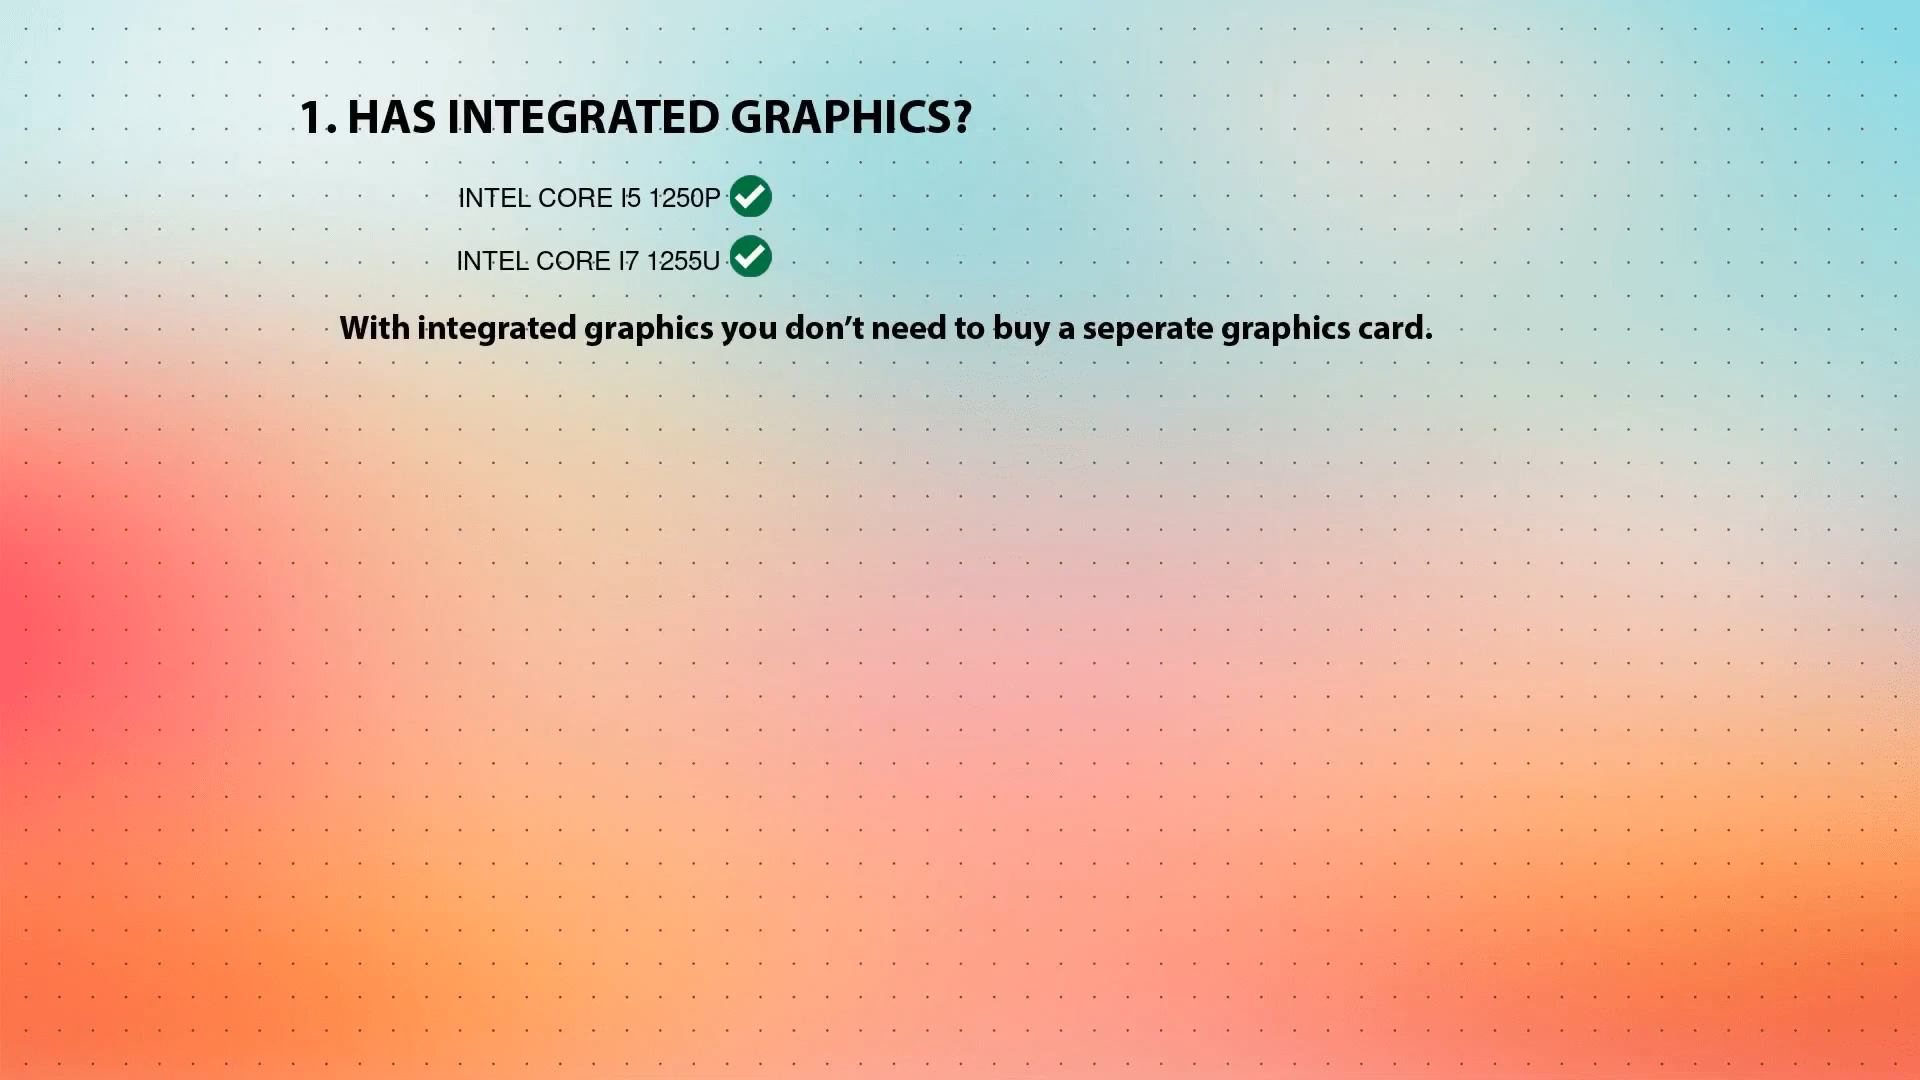 1. HAS INTEGRATED GRAPHICS?
INTEL CORE I5 1250P
INTEL CORE I7 1255U
With integrated graphics you don’t need to buy a seperate graphics card.